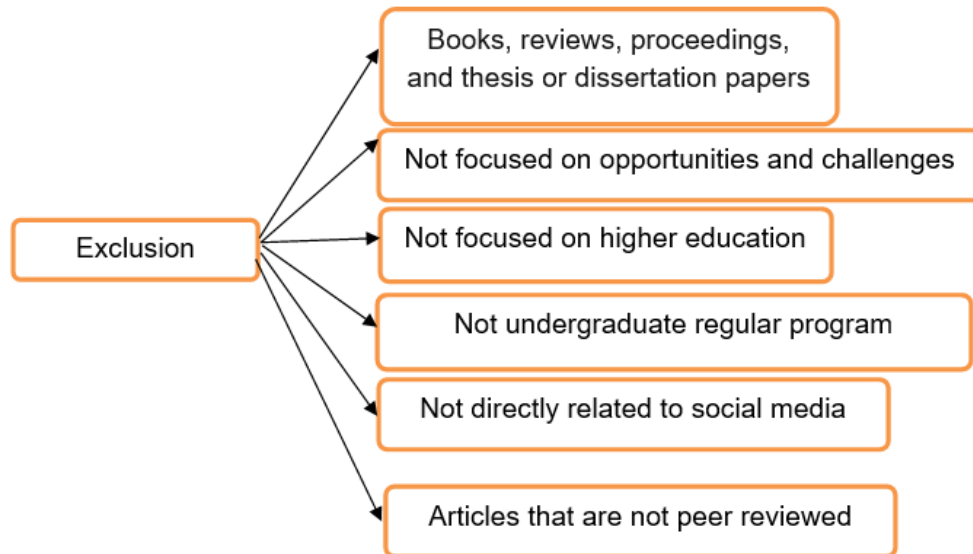 Books, reviews, proceedings,
and thesis or dissertation papers
Not focused on opportunities and challenges
Exclusion
Not focused on higher education
Not undergraduate regular program
Not directly related to social media
Articles that are not peer reviewed